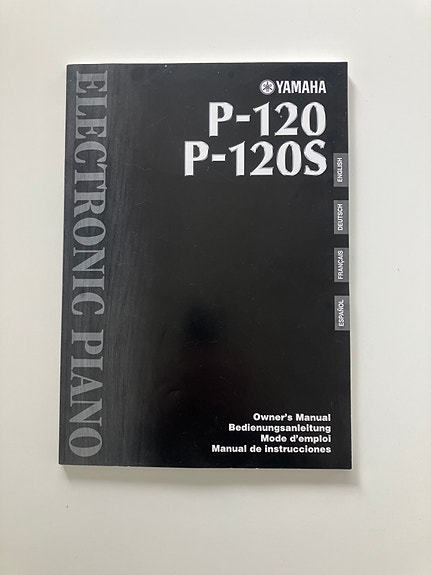 YAMAHA
P-120
P-120S
ELECTRONIC PIANO
ENGLISH
DEUTSCH
FRANÇAIS
ESPAÑOL
Owner's Manual
Bedienungsanleitung
Mode d'emploi
Manual de instrucciones